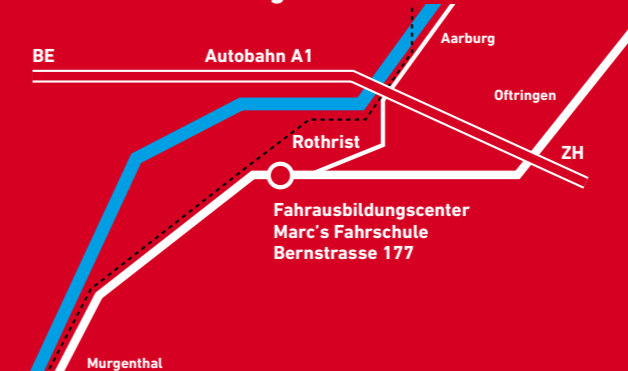 Aarburg
BE
Autobahn A1
Oftringen
Rothrist
ZH
Fahrausbildungscenter
Marc's Fahrschule
Bernstrasse 177
Murgenthal